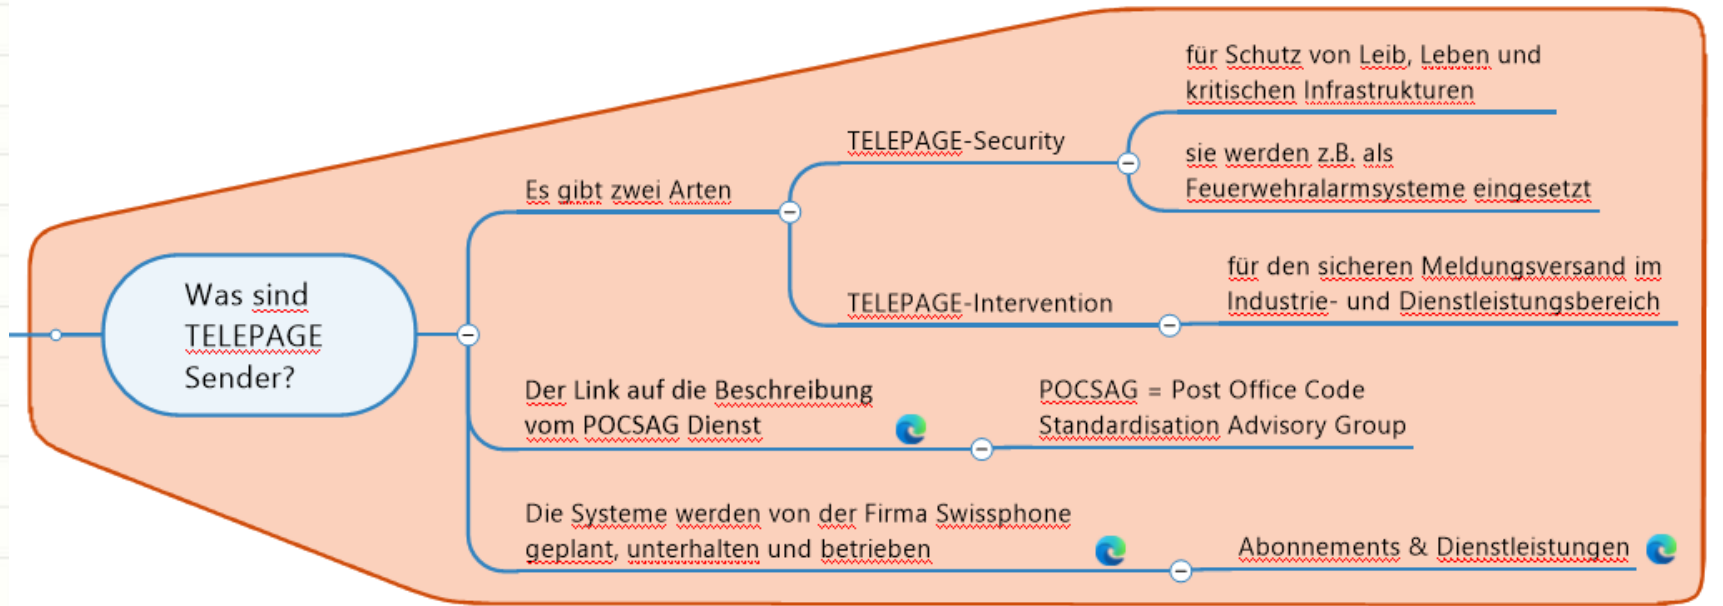 Was sind
TELEPAGE
Sender?
Es gibt zwei Arten
TELEPAGE-Security
für Schutz von Leib, Leben und
kritischen Infrastrukturen
sie werden z.B. als
Feuerwehralarmsysteme eingesetzt
TELEPAGE-Intervention
für den sicheren Meldungsversand im
Industrie- und Dienstleistungsbereich
Der Link auf die Beschreibung
vom POCSAG Dienst
POCSAG = Post Office Code
Standardisation Advisory Group
Die Systeme werden von der Firma Swissphone
geplant, unterhalten und betrieben
Abonnements & Dienstleistungen